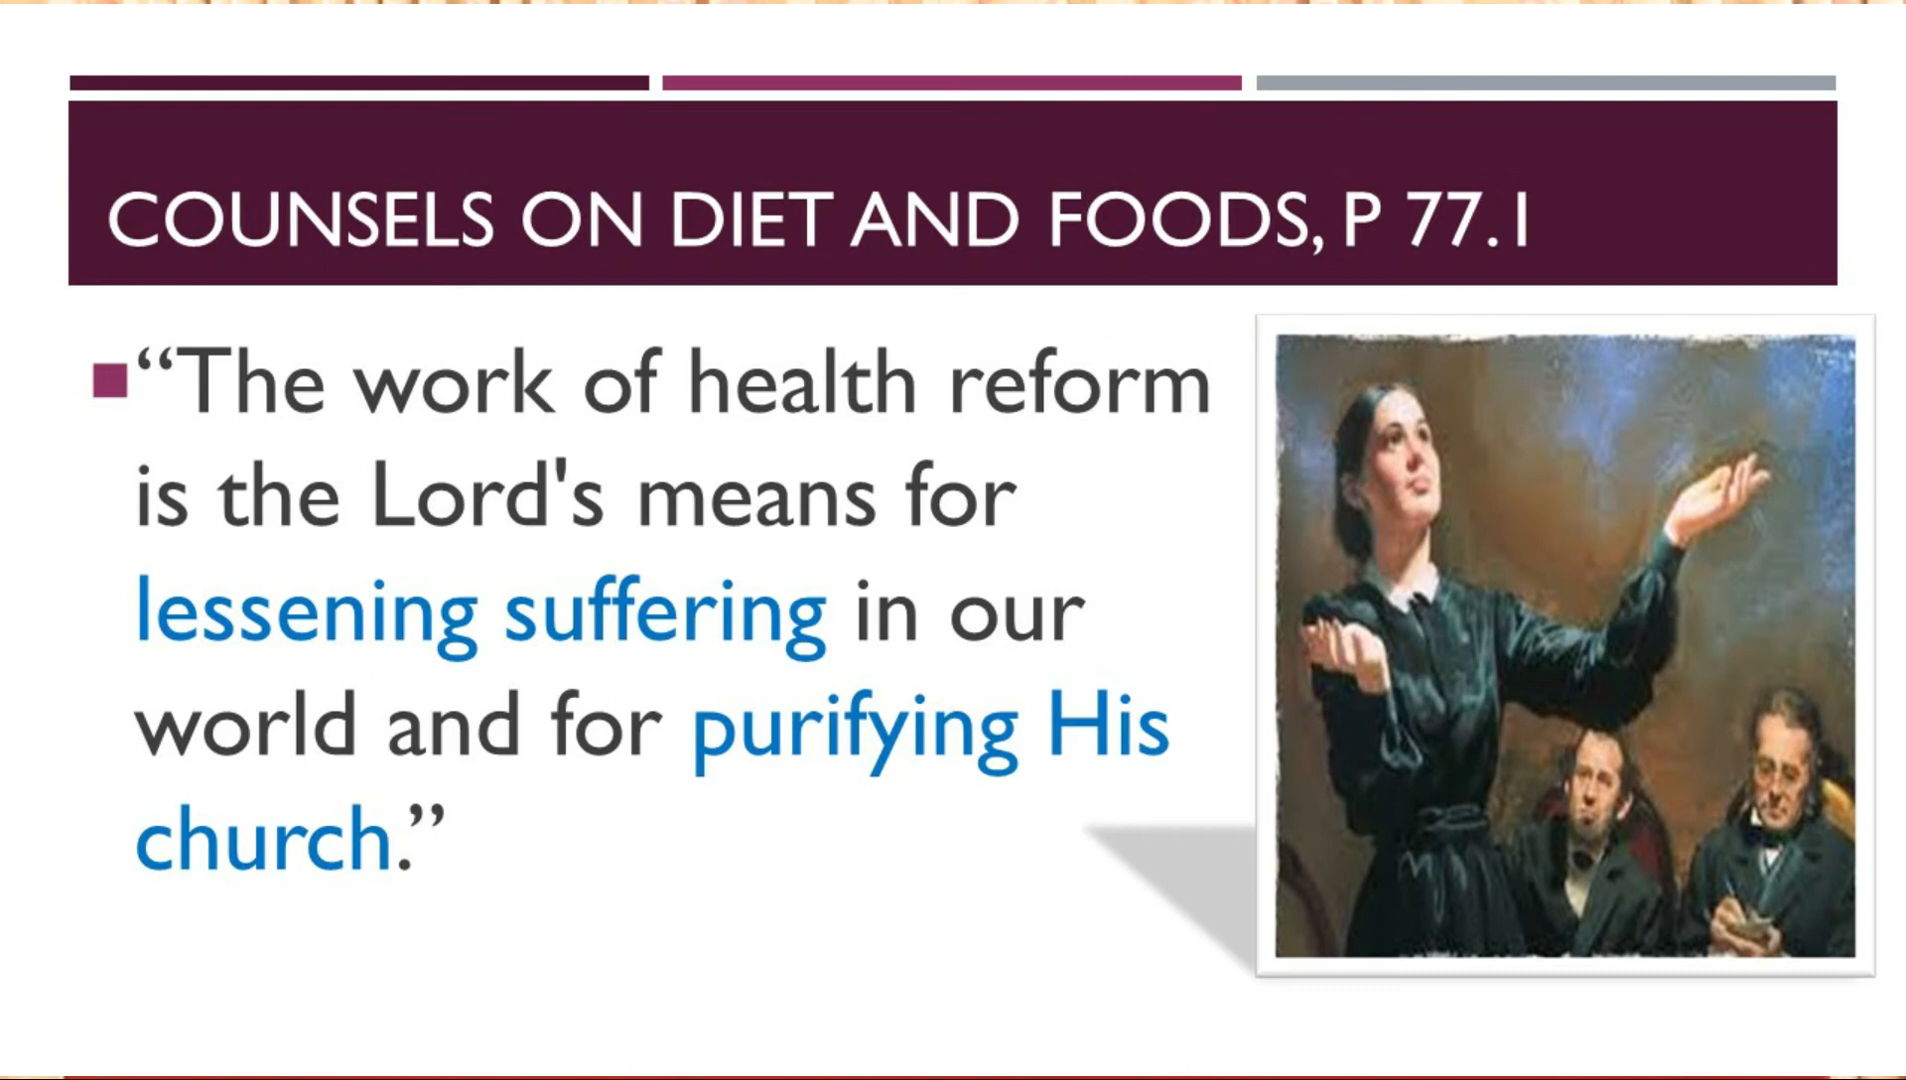 COUNSELS ON DIET AND FOODS, P 77.1
“The work of health reform
is the Lord's means for
lessening suffering in our
world and for purifying His
church.”